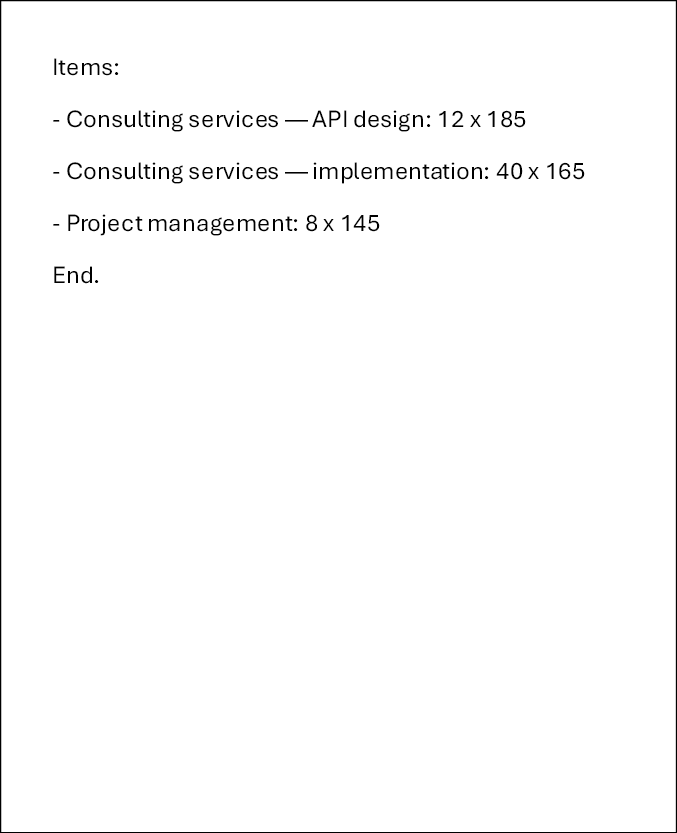 Items:
- Consulting services — API design: 12 x 185
- Consulting services — implementation: 40 x 165
- Project management: 8 x 145
End.